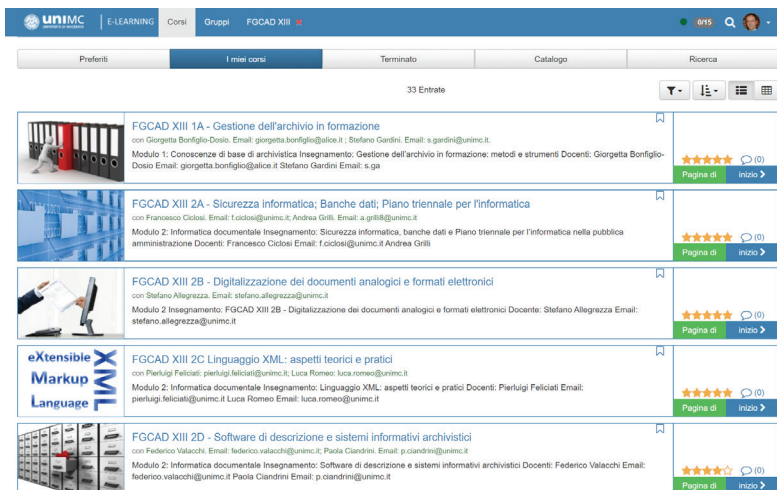 unimc
E-LEARNING
Corsi
Gruppi
FGCAD XIII
0/15
Preferiti
I miei corsi
Terminato
Catalogo
Ricerca
33 Entrate
FGCAD XIII 1A - Gestione dell'archivio in formazione
con Giorgetta Bonfiglio-Dosio. Email: giorgetta.bonfiglio@alice.it ; Stefano Gardini. Email: s.gardini@unimc.it.
Modulo 1: Conoscenze di base di archivistica Insegnamento: Gestione dell'archivio in formazione: metodi e strumenti Docenti: Giorgetta Bonfiglio-
Dosio Email: giorgetta.bonfiglio@alice.it Stefano Gardini Email: s.ga
(0)
Pagina di inizio
FGCAD XIII 2A - Sicurezza informatica; Banche dati; Piano triennale per l'informatica
con Francesco Ciclosi. Email: f.ciclosi@unimc.it; Andrea Grilli. Email: a.grilli8@unimc.it
Modulo 2: Informatica documentale Insegnamento: Sicurezza informatica, banche dati e Piano triennale per l'informatica nella pubblica
amministrazione Docenti: Francesco Ciclosi Email: f.ciclosi@unimc.it Andrea Grilli
(0)
Pagina di inizio
FGCAD XIII 2B - Digitalizzazione dei documenti analogici e formati elettronici
con Stefano Allegrezza. Email: stefano.allegrezza@unimc.it
Modulo 2 Insegnamento: FGCAD XIII 2B - Digitalizzazione dei documenti analogici e formati elettronici Docente: Stefano Allegrezza Email:
stefano.allegrezza@unimc.it
(0)
Pagina di inizio
eXtensible
Markup
Language
XML
FGCAD XIII 2C Linguaggio XML: aspetti teorici e pratici
con Pierluigi Feliciati: pierluigi.feliciati@unimc.it; Luca Romeo: luca.romeo@unimc.it
Modulo 2: Informatica documentale Insegnamento: Linguaggio XML: aspetti teorici e pratici Docenti: Pierluigi Feliciati Email:
pierluigi.feliciati@unimc.it Luca Romeo Email: luca.romeo@unimc.it
(0)
Pagina di inizio
FGCAD XIII 2D - Software di descrizione e sistemi informativi archivistici
con Federico Valacchi. Email: federico.valacchi@unimc.it; Paola Ciandrini. Email: p.ciandrini@unimc.it
Modulo 2: Informatica documentale Insegnamento: Software di descrizione e sistemi informativi archivistici Docenti: Federico Valacchi Email:
federico.valacchi@unimc.it Paola Ciandrini Email: p.ciandrini@unimc.it
(0)
Pagina di inizio